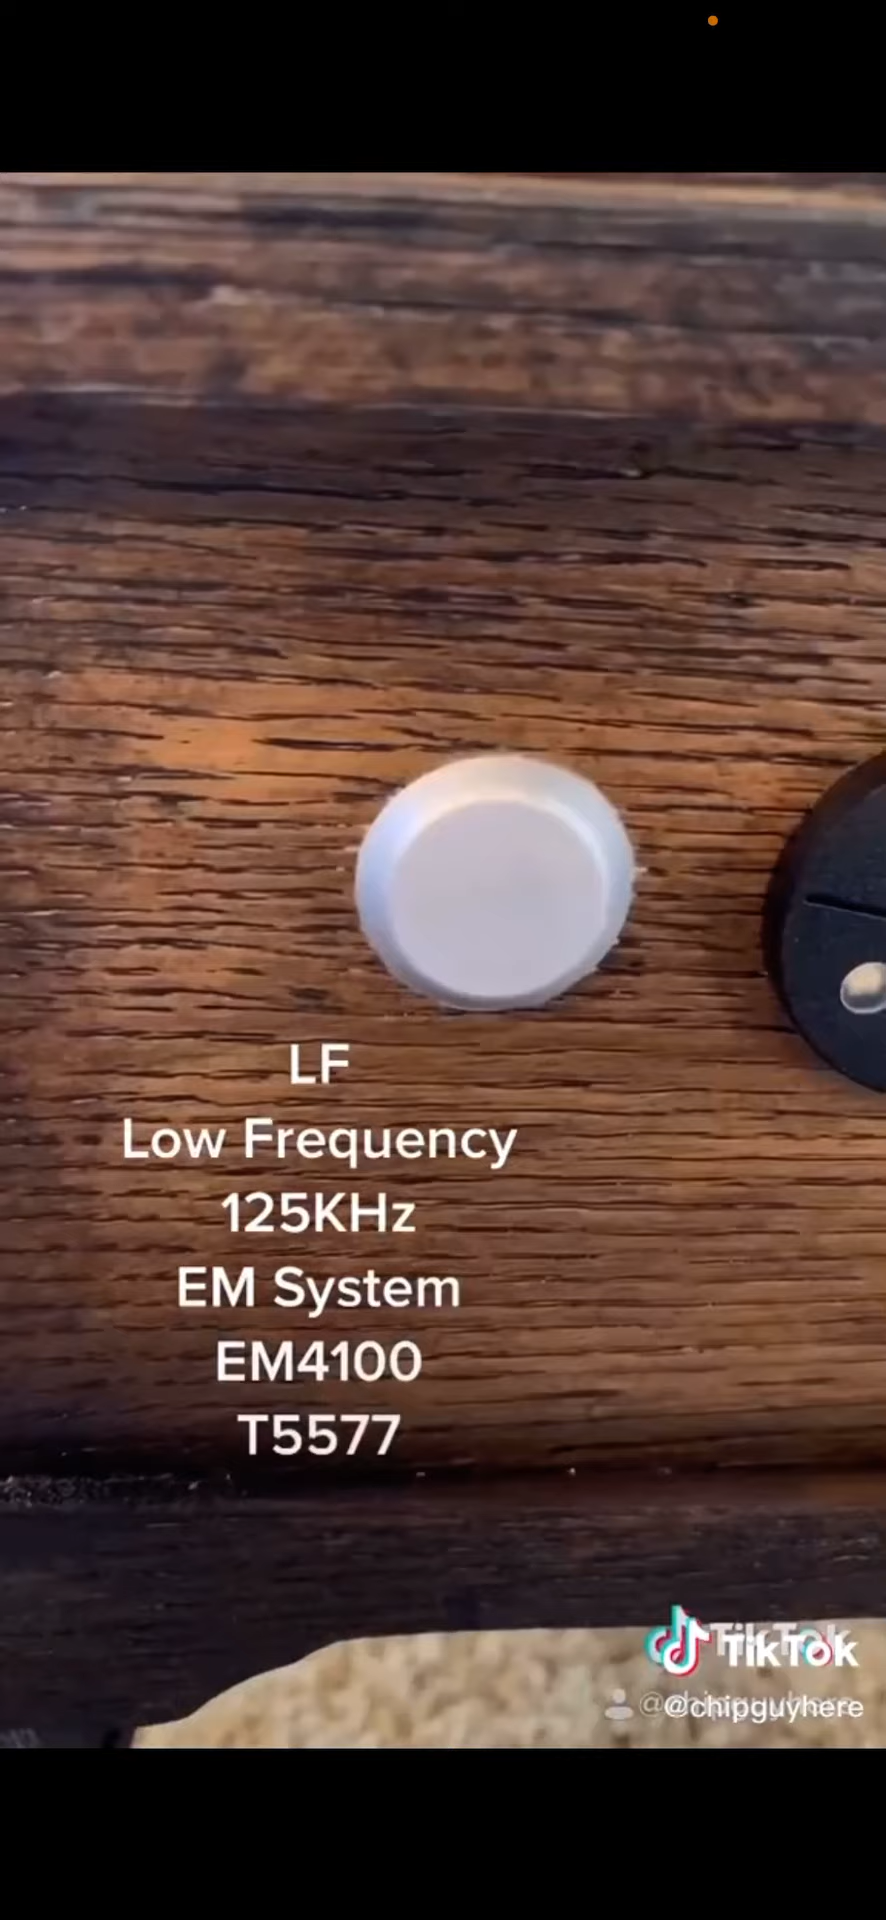 LF
Low Frequency
125KHz
EM System
EM4100
T5577
TikTok
@chipguyhere